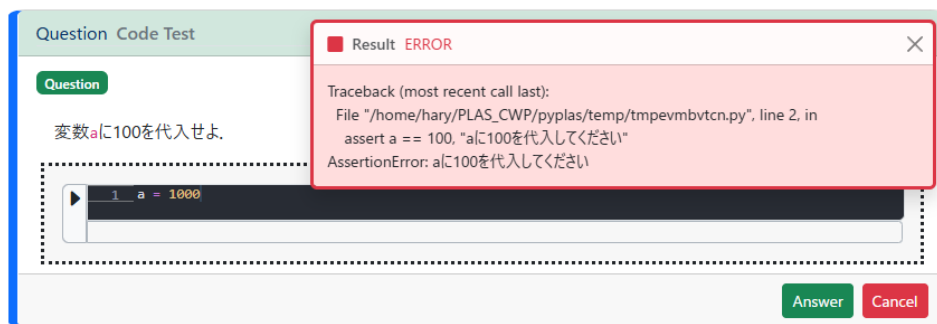 Question Code Test
Result ERROR
Question
Traceback (most recent call last):
File "/home/hary/PLAS_CWP/pyplas/temp/tmpevmbvtcn.py", line 2, in
assert a == 100, "aに100を代入してください"
AssertionError: aに100を代入してください
変数aに100を代入せよ.
1 a = 1000
Answer
Cancel